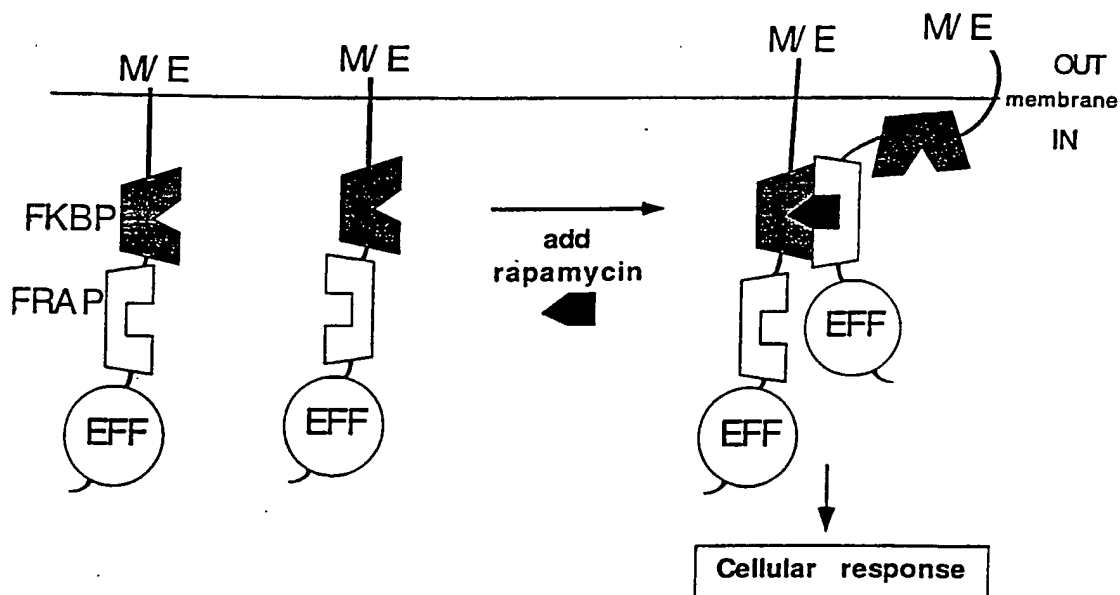 M/ E
M/ E
M/ E
M/ E
OUT
membrane
IN
FKBP
FRAP
add
rapamycin
EFF
EFF
EFF
EFF
Cellular response